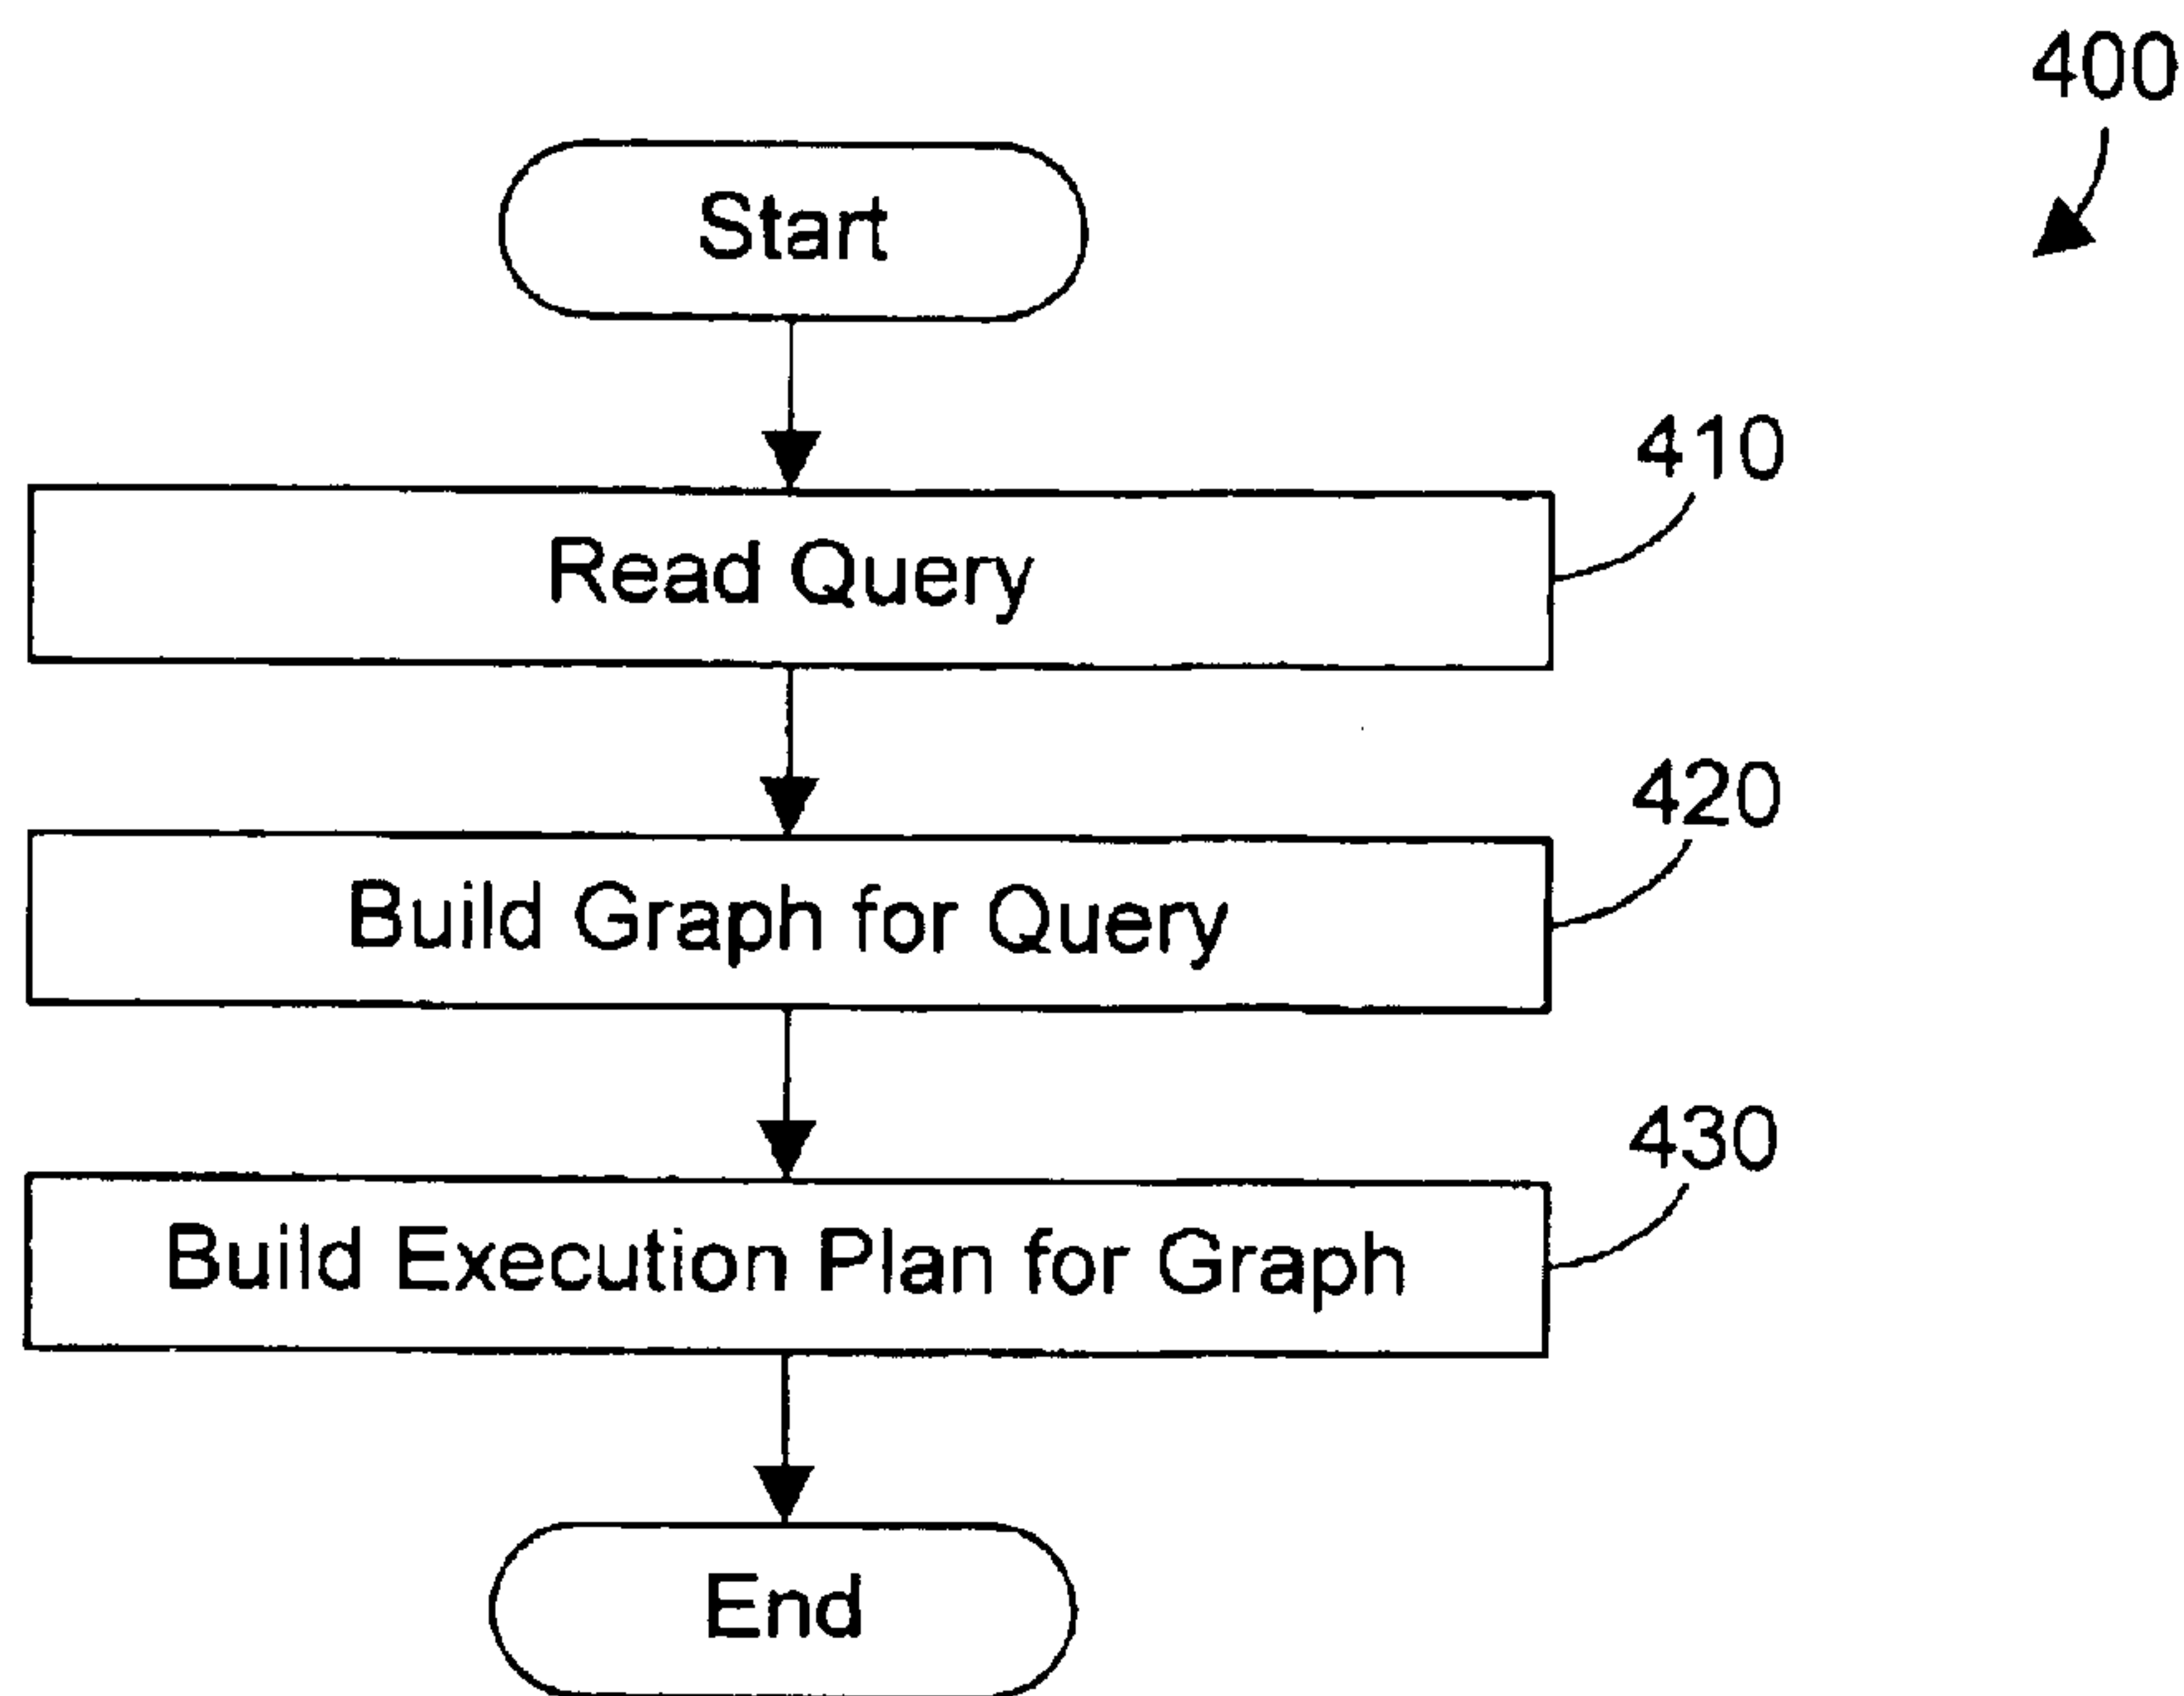 400
Start
410
Read Query
420
Build Graph for Query
430
Build Execution Plan for Graph
End